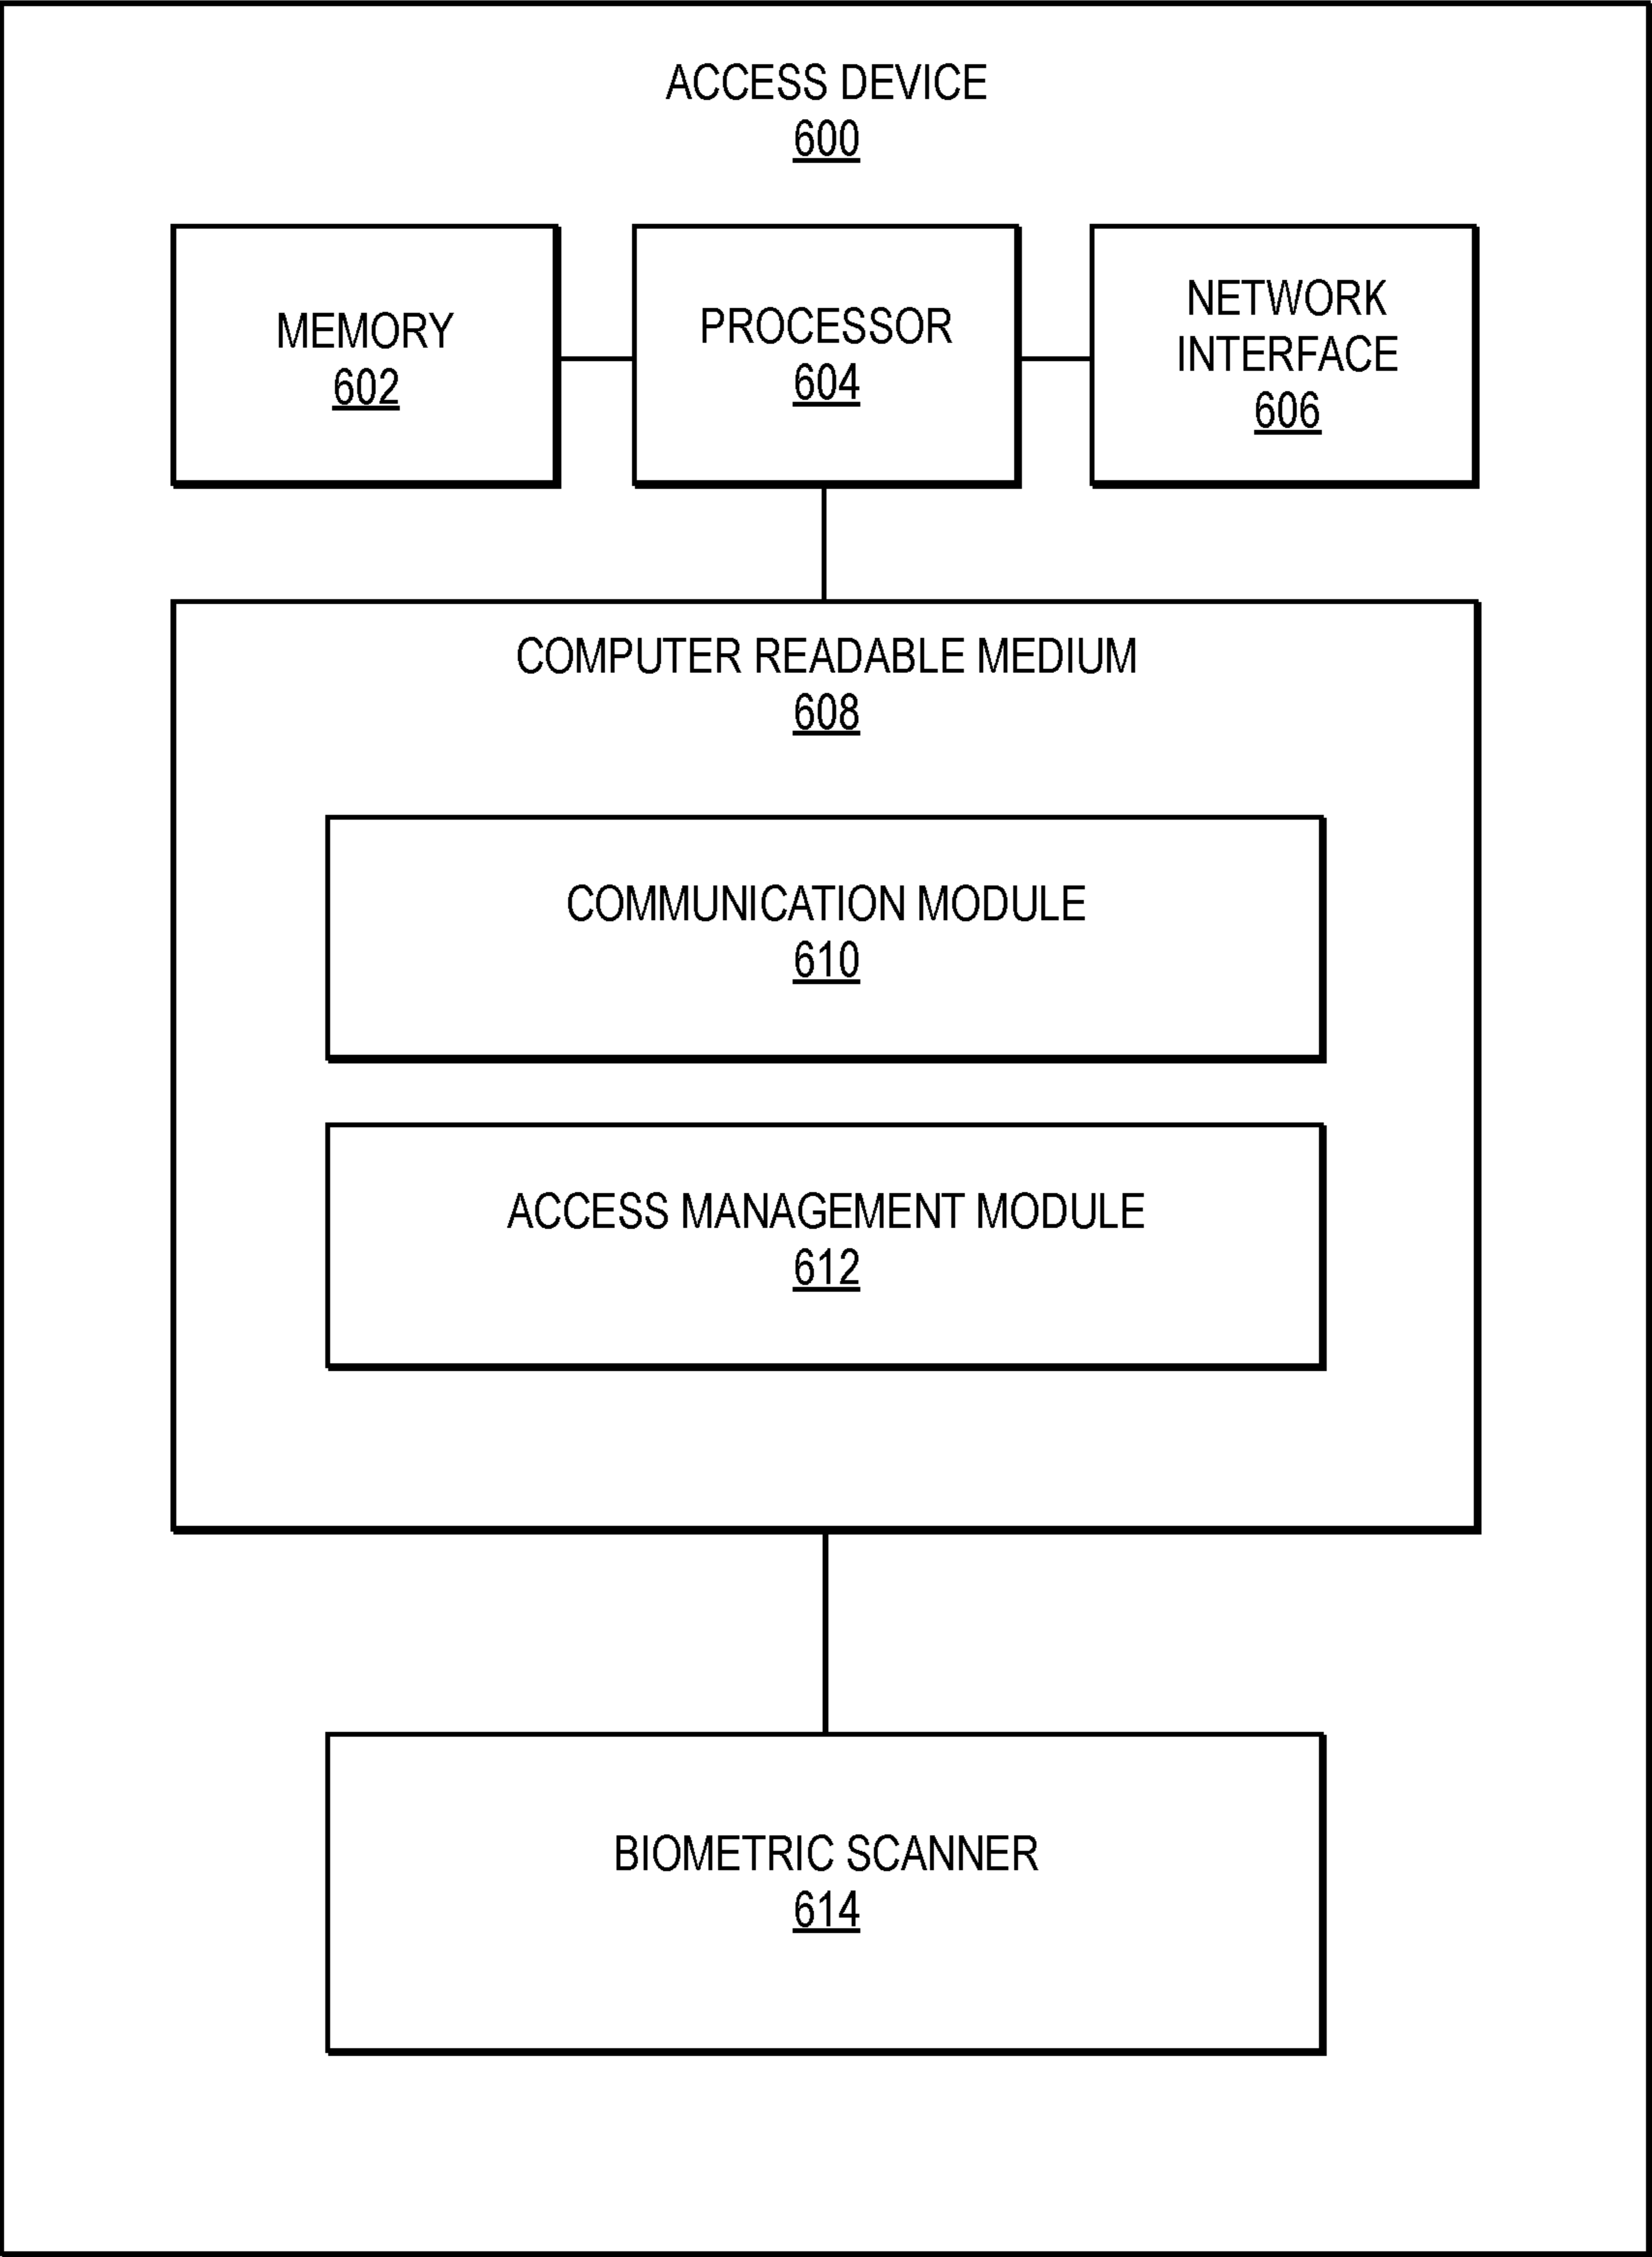 ACCESS DEVICE
600
MEMORY
602
PROCESSOR
604
NETWORK
INTERFACE
606
COMPUTER READABLE MEDIUM
608
COMMUNICATION MODULE
610
ACCESS MANAGEMENT MODULE
612
BIOMETRIC SCANNER
614